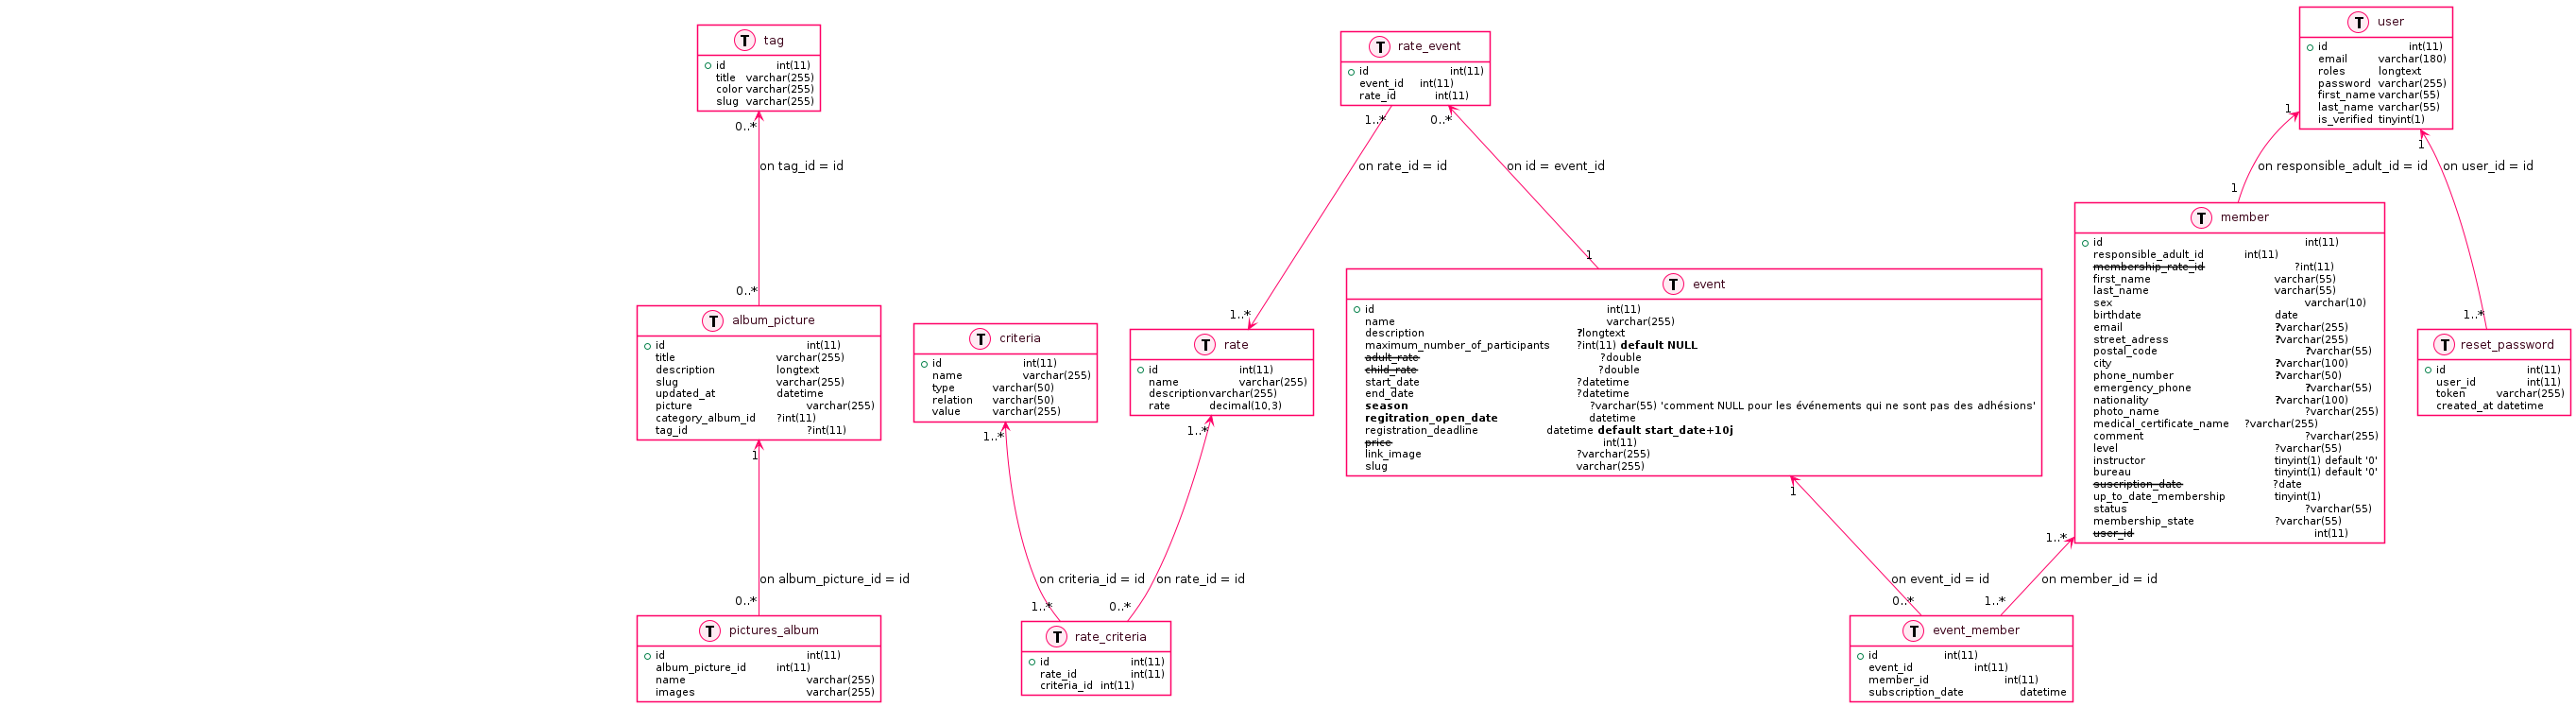 T tag
id int(11)
title varchar(255)
color varchar(255)
slug varchar(255)
T rate_event
id int(11)
event_id int(11)
rate_id int(11)
T user
id int(11)
email varchar(180)
roles longtext
password varchar(255)
first_name varchar(55)
last_name varchar(55)
is_verified tinyint(1)
0..*
on tag_id = id
0..*
1..*
on rate_id = id
1..*
0..*
on id = event_id
1
1
on responsible_adult_id = id
1
1
on user_id = id
1..*
T album_picture
id int(11)
title varchar(255)
description longtext
slug varchar(255)
updated_at datetime
picture varchar(255)
category_album_id ?int(11)
tag_id ?int(11)
T criteria
id int(11)
name varchar(255)
type varchar(50)
relation varchar(50)
value varchar(255)
T rate
id int(11)
name varchar(255)
description varchar(255)
rate decimal(10,3)
T event
id int(11)
name varchar(255)
description ?longtext
maximum_number_of_participants ?int(11) default NULL
adult_rate ?double
child_rate ?double
start_date ?datetime
end_date ?datetime
season ?varchar(55) 'comment NULL pour les événements qui ne sont pas des adhésions'
regitration_open_date datetime
registration_deadline datetime default start_date+10j
price int(11)
link_image ?varchar(255)
slug varchar(255)
T member
id int(11)
responsible_adult_id int(11)
membership_rate_id ?int(11)
first_name varchar(55)
last_name varchar(55)
sex varchar(10)
birthdate date
email ?varchar(255)
street_adress ?varchar(255)
postal_code ?varchar(55)
city ?varchar(100)
phone_number ?varchar(50)
emergency_phone ?varchar(55)
nationality ?varchar(100)
photo_name ?varchar(255)
medical_certificate_name ?varchar(255)
comment ?varchar(255)
level ?varchar(55)
instructor tinyint(1) default '0'
bureau tinyint(1) default '0'
suscription_date ?date
up_to_date_membership tinyint(1)
status ?varchar(55)
membership_state ?varchar(55)
user_id int(11)
T reset_password
id int(11)
user_id int(11)
token varchar(255)
created_at datetime
1
on album_picture_id = id
0..*
1..*
on criteria_id = id
1..*
1..*
on rate_id = id
0..*
1
on event_id = id
0..*
1..*
on member_id = id
1..*
T pictures_album
id int(11)
album_picture_id int(11)
name varchar(255)
images varchar(255)
T rate_criteria
id int(11)
rate_id int(11)
criteria_id int(11)
T event_member
id int(11)
event_id int(11)
member_id int(11)
subscription_date datetime